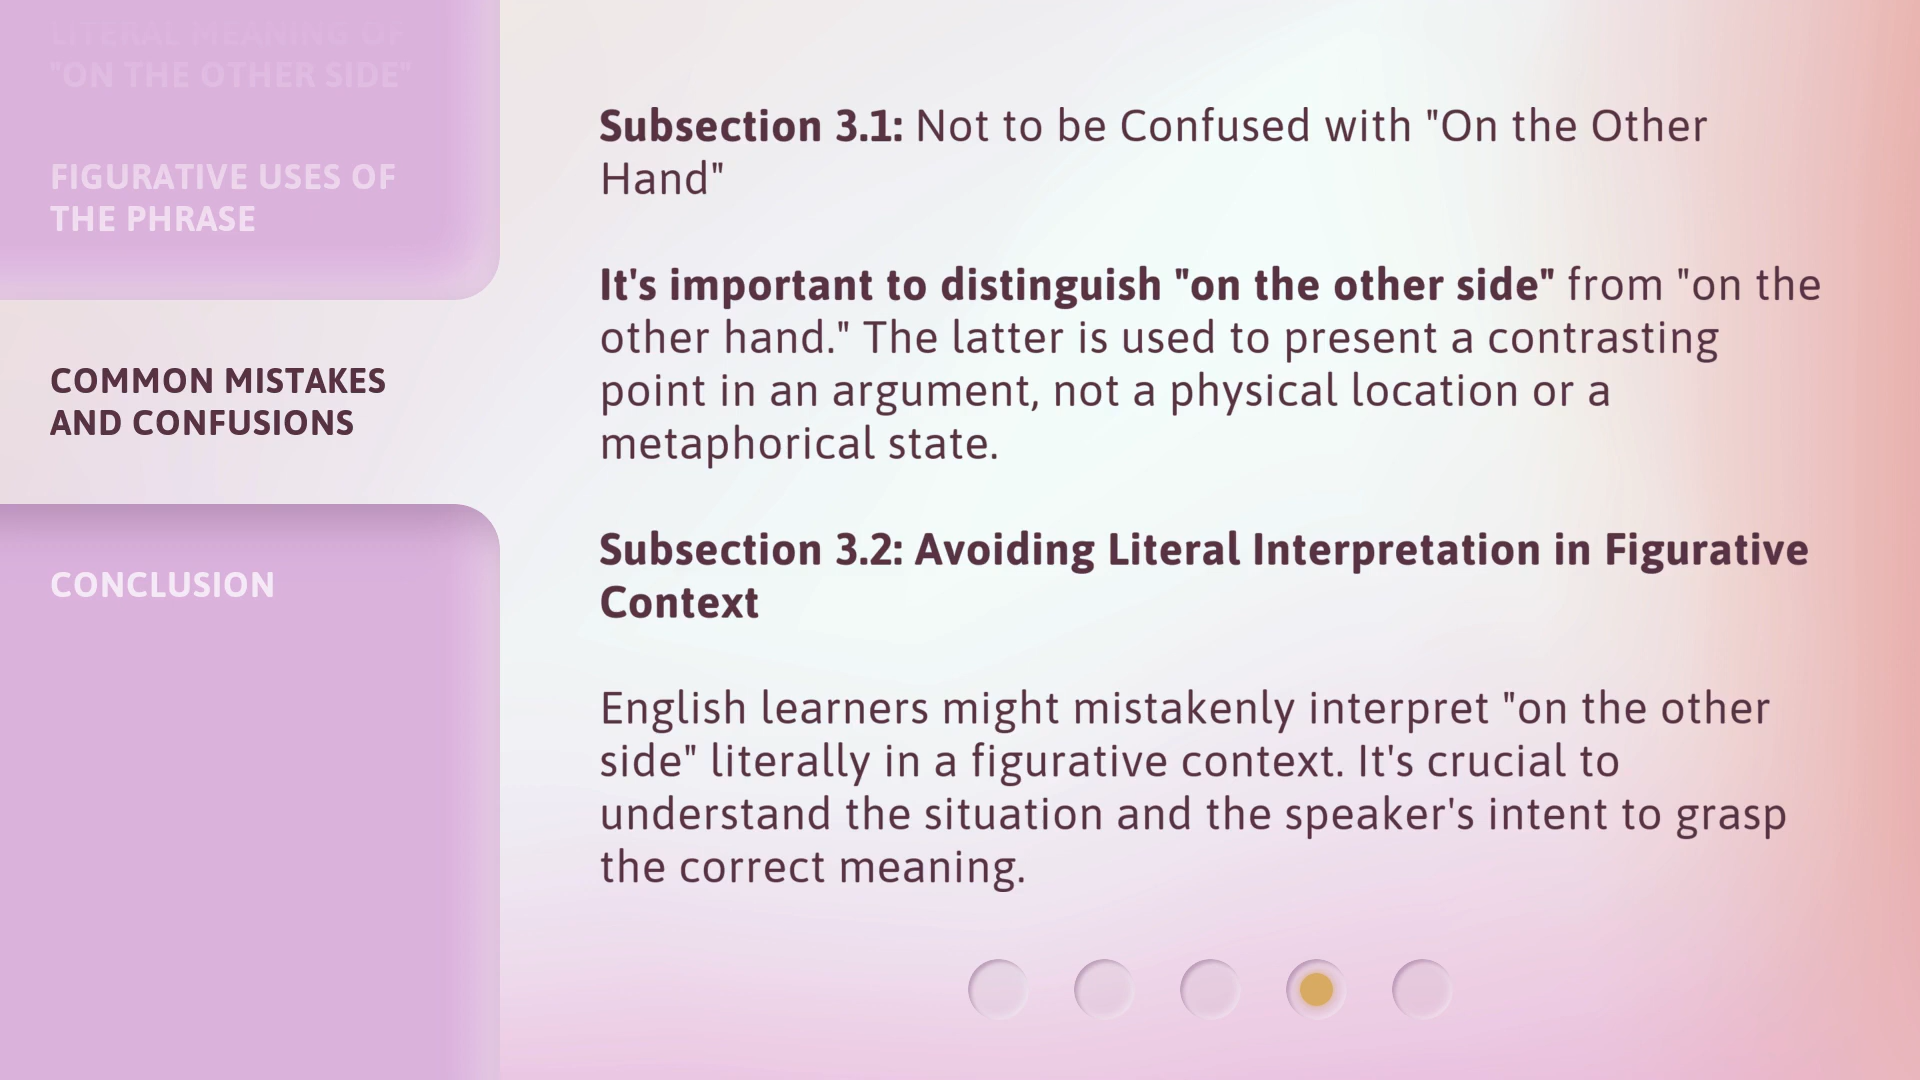 LITERAL MEANING OF
"ON THE OTHER SIDE"
FIGURATIVE USES OF
THE PHRASE
COMMON MISTAKES
AND CONFUSIONS
CONCLUSION
Subsection 3.1: Not to be Confused with "On the Other
Hand"
It's important to distinguish "on the other side" from "on the
other hand." The latter is used to present a contrasting
point in an argument, not a physical location or a
metaphorical state.
Subsection 3.2: Avoiding Literal Interpretation in Figurative
Context
English learners might mistakenly interpret "on the other
side" literally in a figurative context. It's crucial to
understand the situation and the speaker's intent to grasp
the correct meaning.